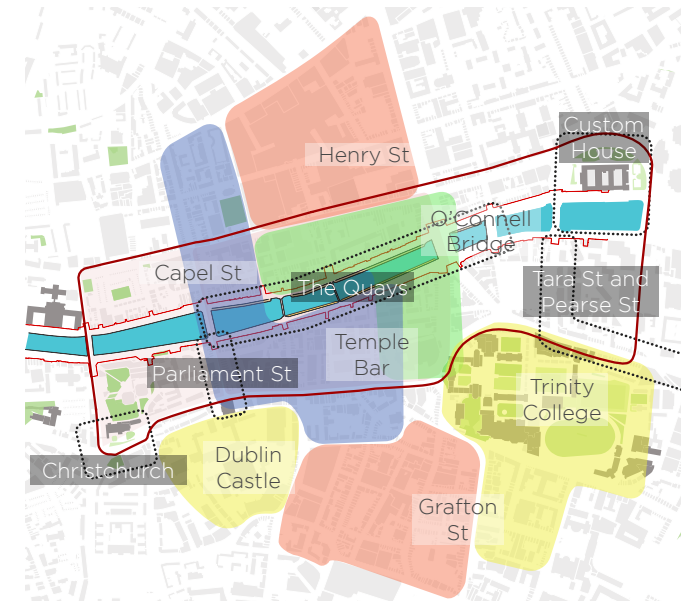 Custom
House
Henry St
O'Connell
Bridge
Capel St
The Quays
Tara St and
Pearse St
Temple
Bar
Parliament St
Trinity
College
Dublin
Castle
Christchurch
Grafton
St